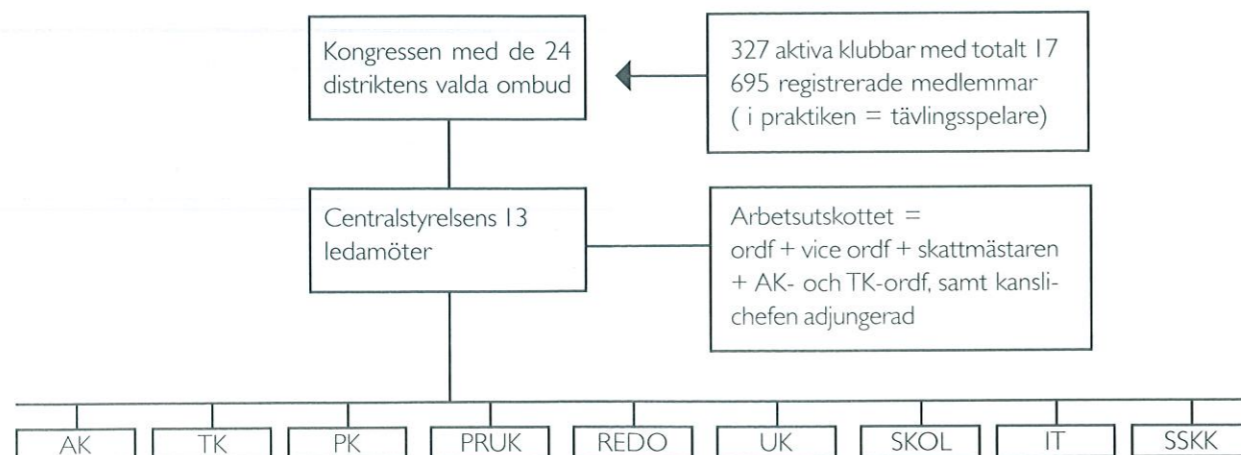 Kongressen med de 24
distriktens valda ombud
327 aktiva klubbar med totalt 17
695 registrerade medlemmar
( i praktiken = tävlingsspelare)
Centralstyrelsens 13
ledamöter
Arbetsutskottet =
ordf + vice ordf + skattmästaren
+ AK- och TK-ordf, samt kansli-
chefen adjungerad
AK
TK
PK
PRUK
REDO
UK
SKOL
IT
SSKK